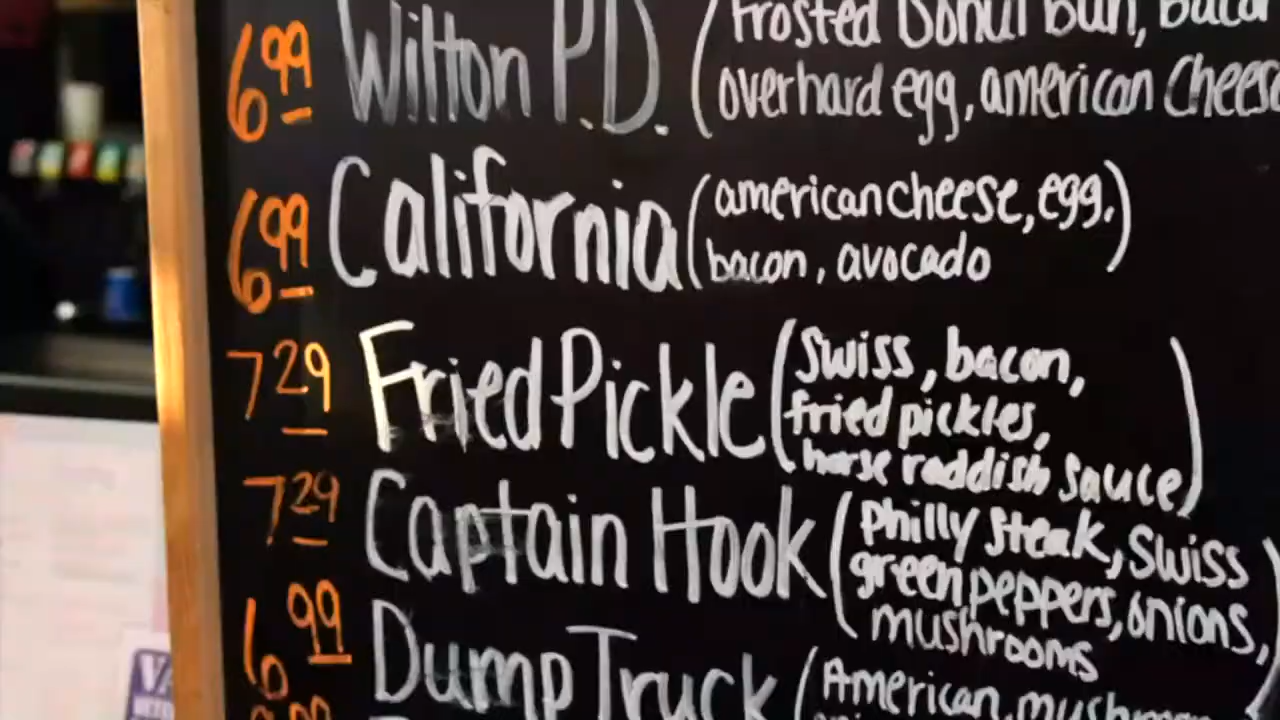 6.99 Wilton P.D. (Frosted Donut Bun, Bacon
overhard egg, american Cheese
6.99 California (american cheese, egg.)
bacon, avocado
7.29 Fried Pickle (Swiss, bacon,
fried pickles,
horse raddish sauce)
7.29 Captain Hook (Philly Steak, Swiss
green peppers, onions,)
mushrooms
6.99 Dump Truck (American, mushroom